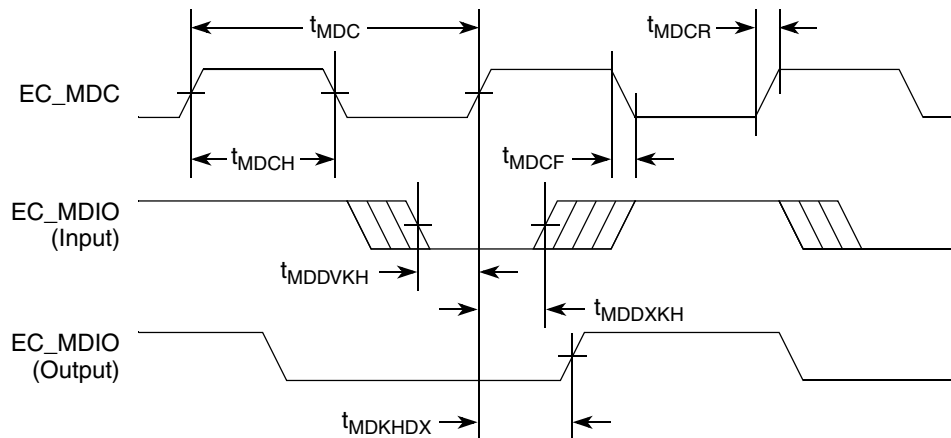 tMDC
tMDCR
EC_MDC
tMDCH
tMDCF
EC_MDIO
(Input)
tMDDVKH
tMDDXKH
EC_MDIO
(Output)
tMDKHDX